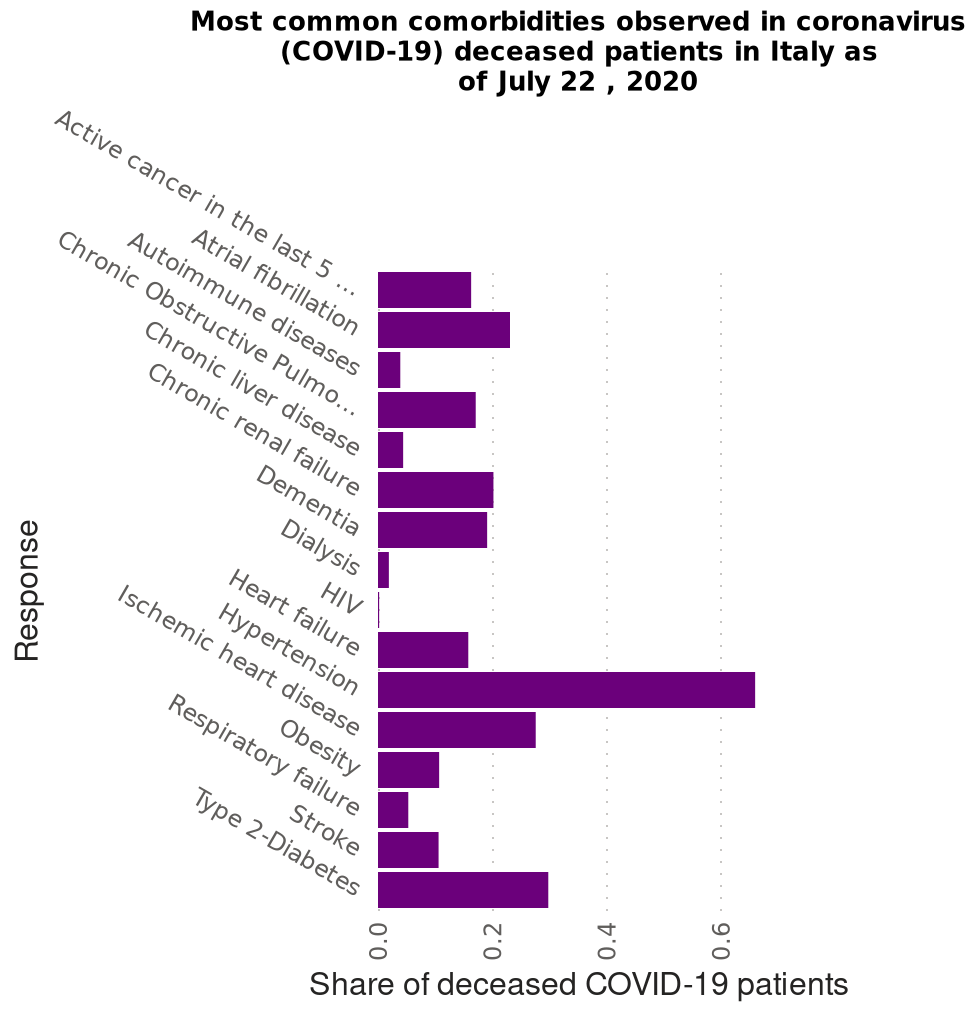 Most common comorbidities observed in coronavirus
(COVID-19) deceased patients in Italy as
of July 22 , 2020
Active cancer in the last 5 ...
Atrial fibrillation
Autoimmune diseases
Chronic Obstructive Pulmo...
Chronic liver disease
Chronic renal failure
Dementia
Dialysis
HIV
Heart failure
Hypertension
Ischemic heart disease
Obesity
Respiratory failure
Stroke
Type 2-Diabetes
Response
0.0
0.2
0.4
0.6
Share of deceased COVID-19 patients